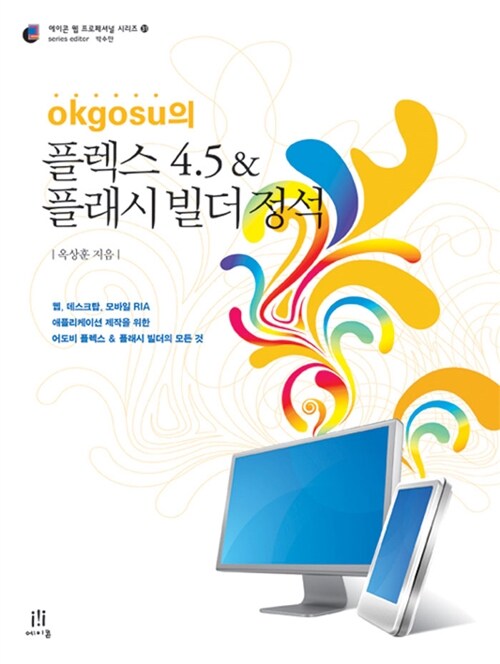 에이콘 웹 프로페셔널 시리즈 31
series editor 박수만
okgosu의
플렉스 4.5 &
플래시 빌더 정석
| 옥상훈 지음 |
웹, 데스크탑, 모바일 RIA
애플리케이션 제작을 위한
어도비 플렉스 & 플래시 빌더의 모든 것
에이콘